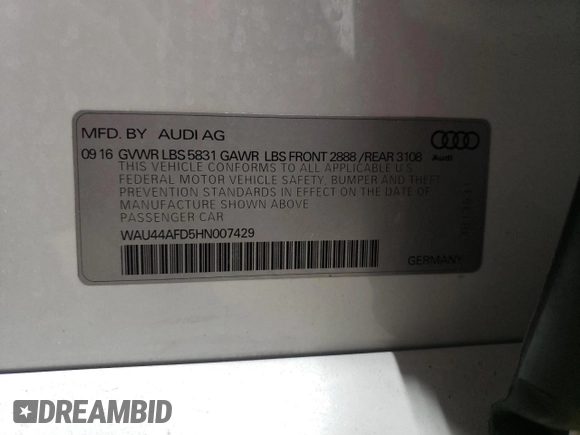 MFD. BY AUDI AG
Audi
09 16 GVWR LBS 5831 GAWR LBS FRONT 2888 / REAR 3108
THIS VEHICLE CONFORMS TO ALL APPLICABLE U.S.
FEDERAL MOTOR VEHICLE SAFETY, BUMPER AND THEFT
PREVENTION STANDARDS IN EFFECT ON THE DATE OF
MANUFACTURE SHOWN ABOVE
PASSENGER CAR
WAU44AFD5HN007429
GERMANY
DREAMBID